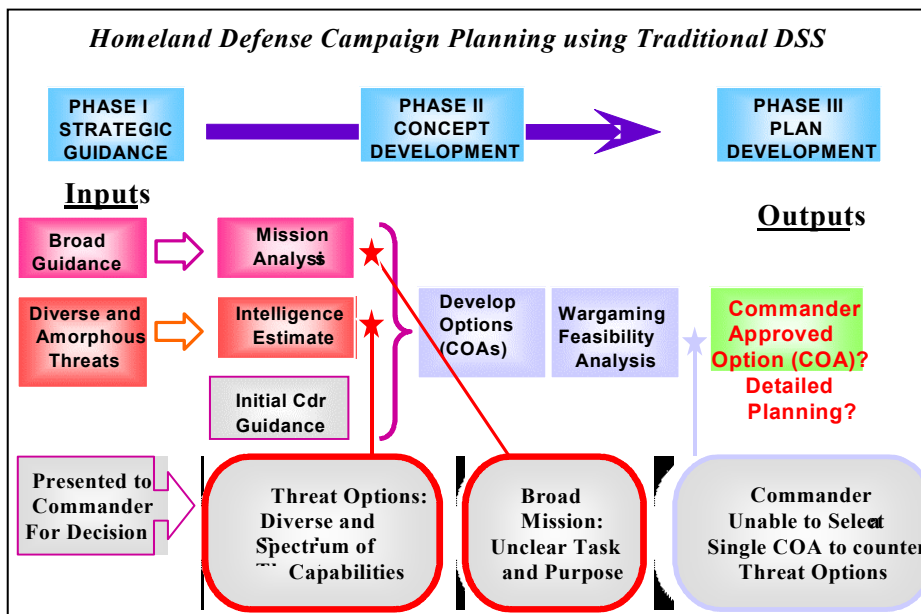 Homeland Defense Campaign Planning using Traditional DSS
PHASE I
STRATEGIC
GUIDANCE
PHASE II
CONCEPT
DEVELOPMENT
PHASE III
PLAN
DEVELOPMENT
Inputs
Outputs
Broad
Guidance
Mission
Analysis
Diverse and
Amorphous
Threats
Intelligence
Estimate
Initial Cdr
Guidance
Develop
Options
(COAs)
Wargaming
Feasibility
Analysis
Commander
Approved
Option (COA)?
Detailed
Planning?
Presented to
Commander
For Decision
Threat Options:
Diverse and
Spectrum of
Capabilities
Broad
Mission:
Unclear Task
and Purpose
Commander
Unable to Select a
Single COA to counter
Threat Options